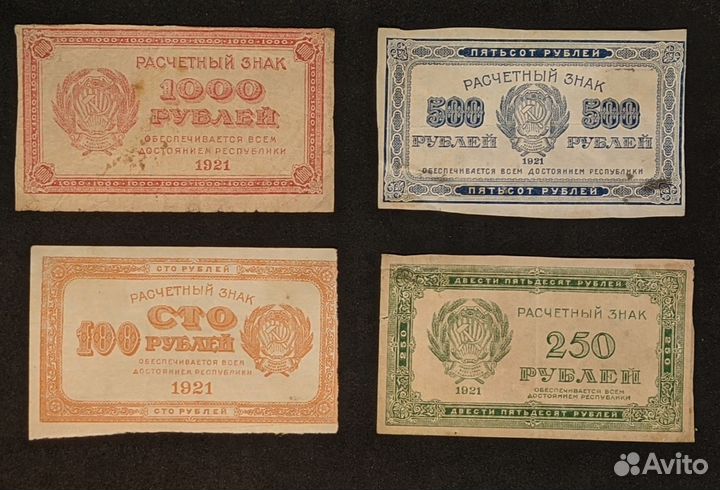 РАСЧЕТНЫЙ ЗНАК
1000
РУБЛЕЙ
ОБЕСПЕЧИВАЕТСЯ ВСЕМ
ДОСТОЯНИЕМ РЕСПУБЛИКИ
1921
ПЯТЬСОТ РУБЛЕЙ
РАСЧЕТНЫЙ ЗНАК
500 500
РУБЛЕЙ РУБЛЕЙ
1921
ОБЕСПЕЧИВАЕТСЯ ВСЕМ ДОСТОЯНИЕМ РЕСПУБЛИКИ
ПЯТЬСОТ РУБЛЕЙ
СТО РУБЛЕЙ
РАСЧЕТНЫЙ ЗНАК
100 СТО
РУБЛЕЙ
ОБЕСПЕЧИВАЕТСЯ ВСЕМ
ДОСТОЯНИЕМ РЕСПУБЛИКИ
1921
СТО РУБЛЕЙ
ДВЕСТИ ПЯТЬДЕСЯТ РУБЛЕЙ
РАСЧЕТНЫЙ ЗНАК
250
250
250
РУБЛЕЙ
1921
ОБЕСПЕЧИВАЕТСЯ ВСЕМ
ДОСТОЯНИЕМ РЕСПУБЛИКИ
ДВЕСТИ ПЯТЬДЕСЯТ РУБЛЕЙ
Avito